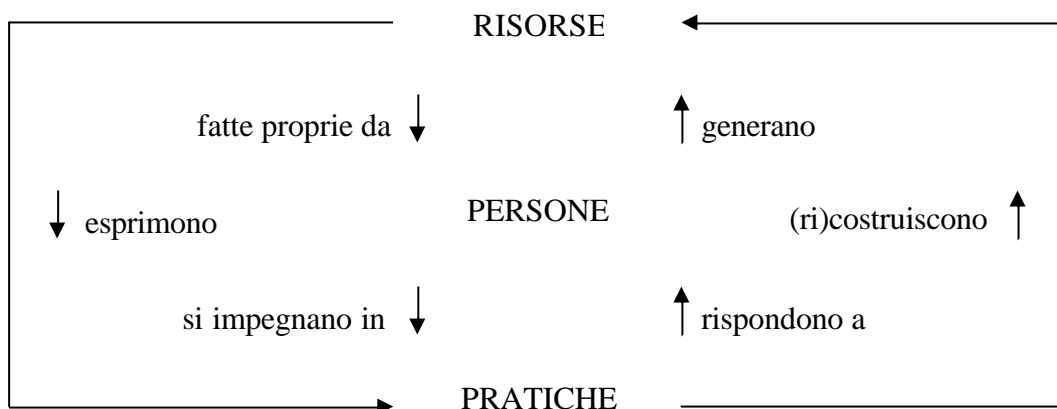 RISORSE
fatte proprie da
generano
esprimono
PERSONE
(ri)costruiscono
si impegnano in
rispondono a
PRATICHE